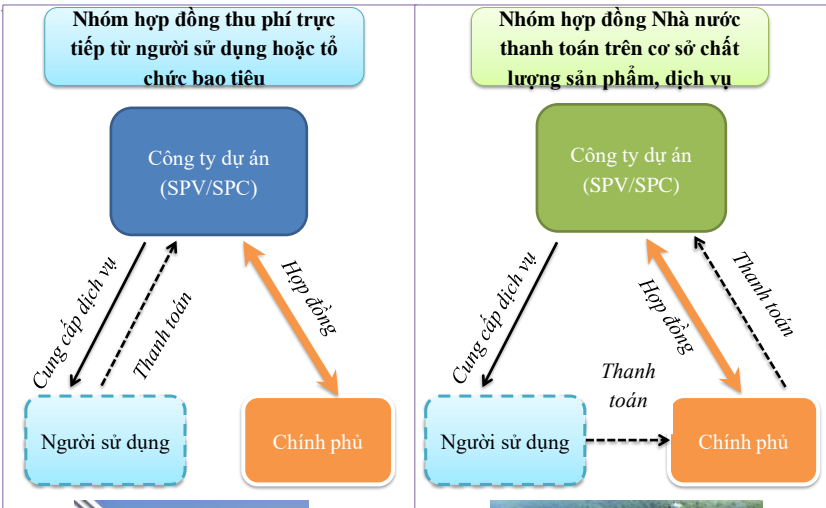 Nhóm hợp đồng thu phí trực
tiếp từ người sử dụng hoặc tổ
chức bao tiêu
Công ty dự án
(SPV/SPC)
Cung cấp dịch vụ
Thanh toán
Hợp đồng
Người sử dụng
Chính phủ
Nhóm hợp đồng Nhà nước
thanh toán trên cơ sở chất
lượng sản phẩm, dịch vụ
Công ty dự án
(SPV/SPC)
Cung cấp dịch vụ
Hợp đồng
Thanh toán
Thanh
toán
Người sử dụng
Chính phủ